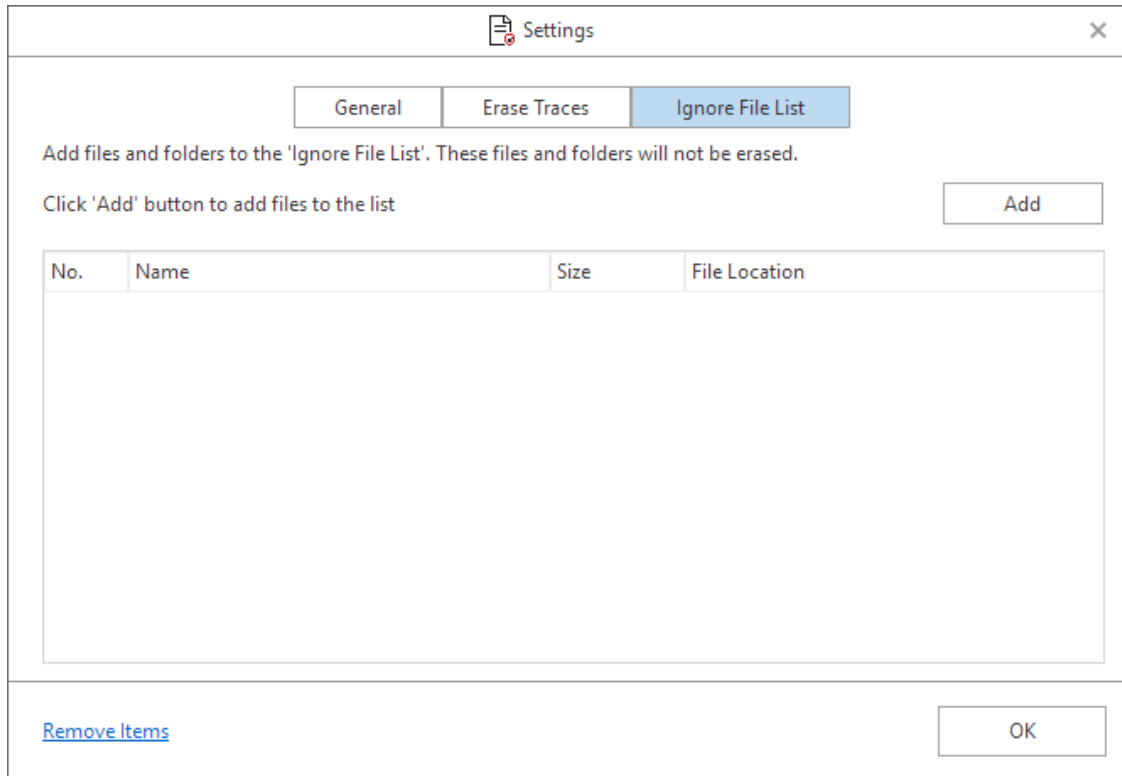 Settings
General Erase Traces Ignore File List
Add files and folders to the 'Ignore File List'. These files and folders will not be erased.
Click 'Add' button to add files to the list Add
No. Name Size File Location
Remove Items OK